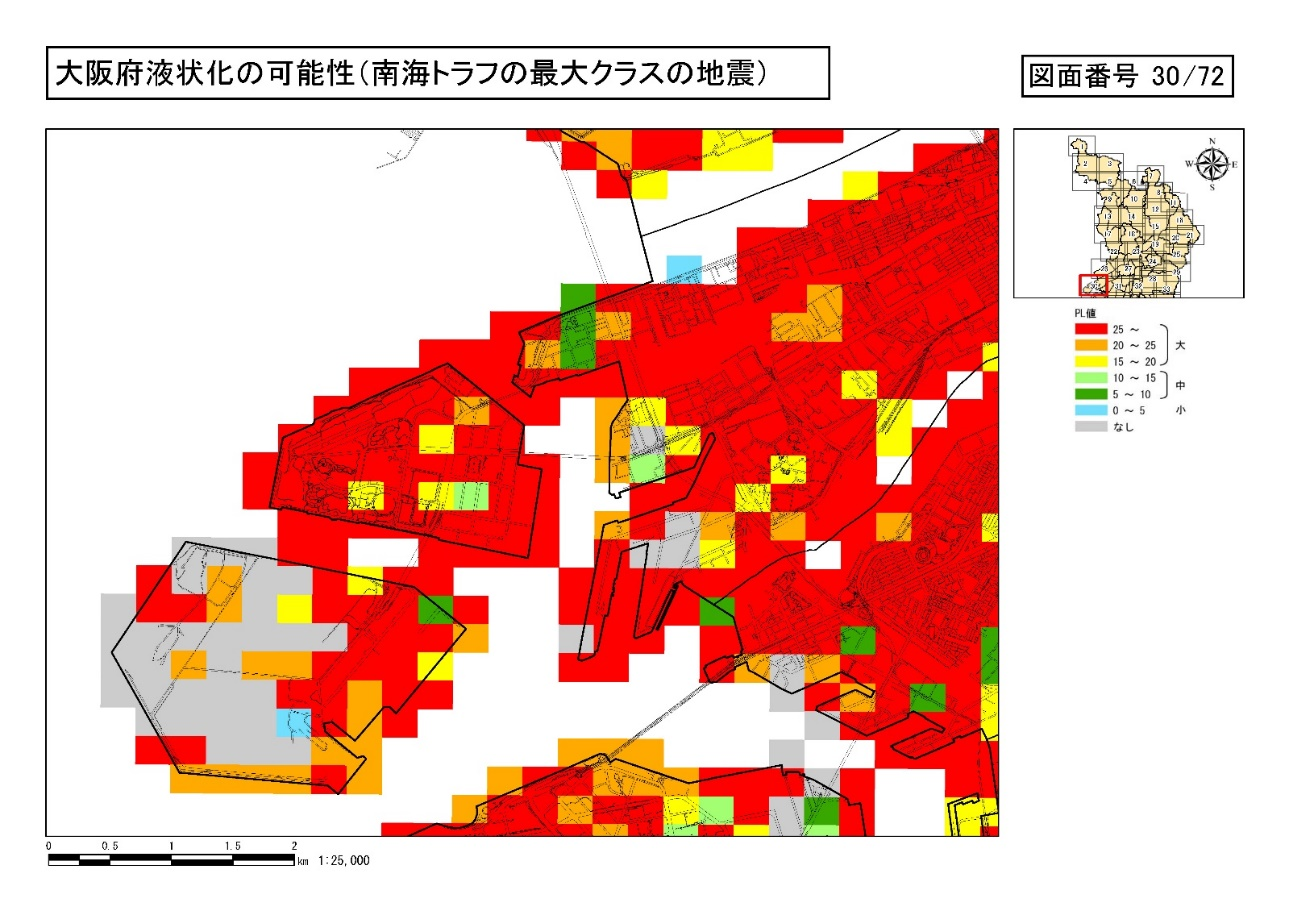 大阪府液状化の可能性(南海トラフの最大クラスの地震)
図面番号 30/72
N
W E
S
PL値
25 ～
20 ～ 25
大
15 ～ 20
10 ～ 15
中
5 ～ 10
0 ～ 5 小
なし
0 0.5 1 1.5 2
km 1:25,000